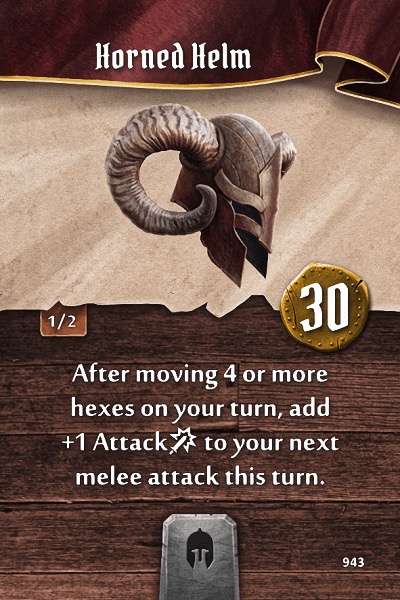 Horned Helm
30
1/2
After moving 4 or more
hexes on your turn, add
+1 Attack to your next
melee attack this turn.
943